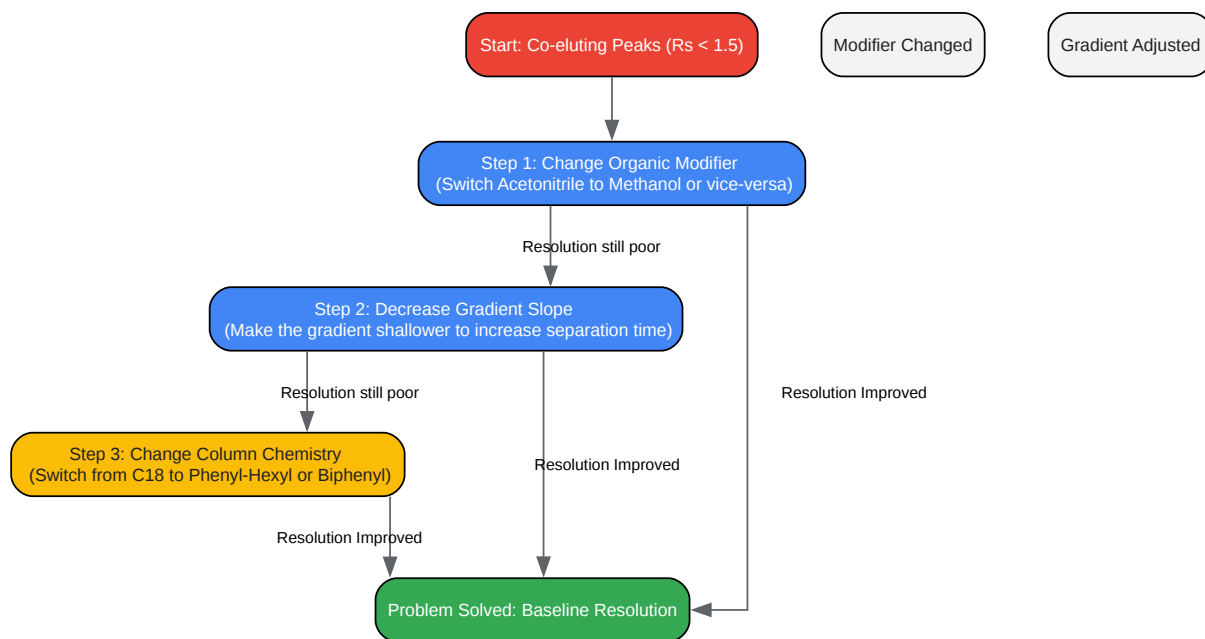 Start: Co-eluting Peaks (Rs < 1.5)
Modifier Changed
Gradient Adjusted
Step 1: Change Organic Modifier
(Switch Acetonitrile to Methanol or vice-versa)
Resolution still poor
Step 2: Decrease Gradient Slope
(Make the gradient shallower to increase separation time)
Resolution still poor
Resolution Improved
Step 3: Change Column Chemistry
(Switch from C18 to Phenyl-Hexyl or Biphenyl)
Resolution Improved
Resolution Improved
Problem Solved: Baseline Resolution